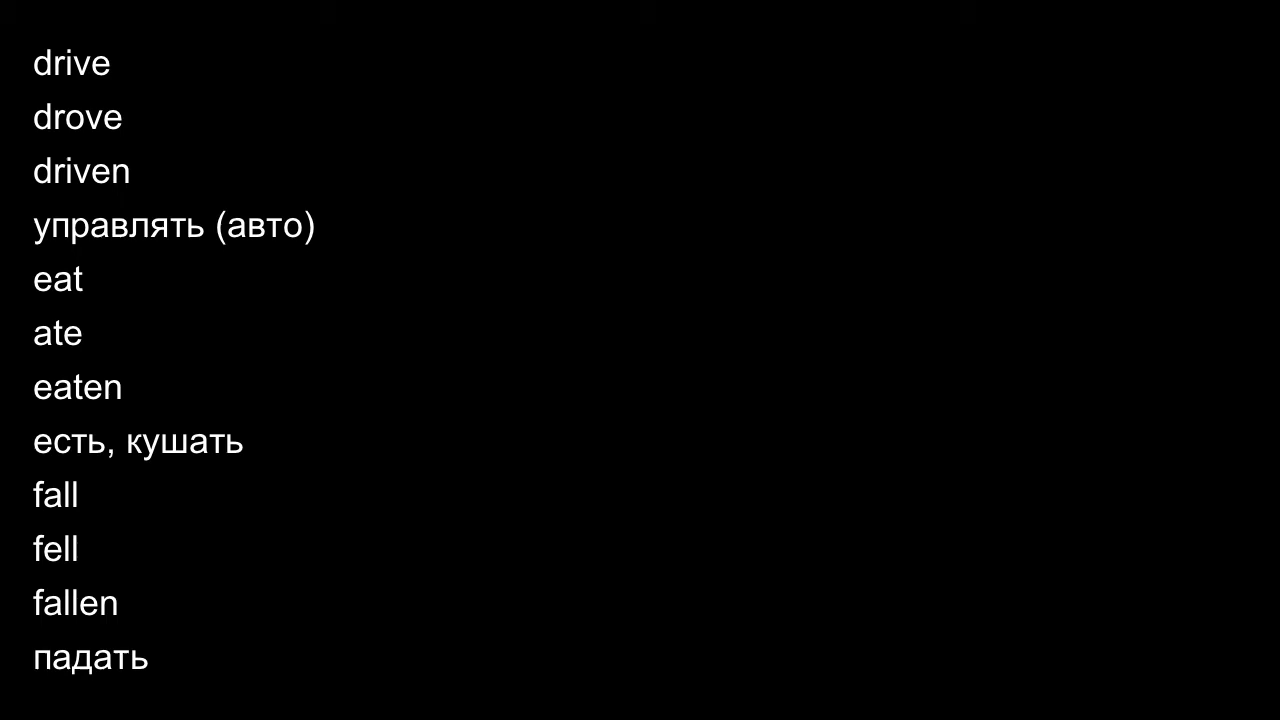 drive
drove
driven
управлять (авто)
eat
ate
eaten
есть, кушать
fall
fell
fallen
падать